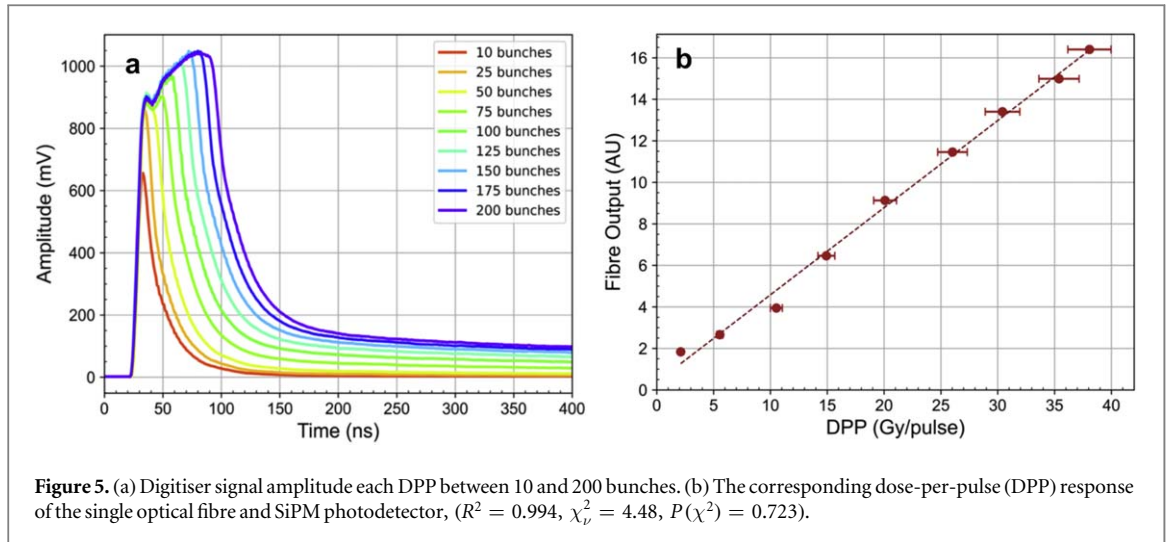 a
1000
800
600
400
200
0
Amplitude (mV)
0 50 100 150 200 250 300 350 400
Time (ns)
10 bunches
25 bunches
50 bunches
75 bunches
100 bunches
125 bunches
150 bunches
175 bunches
200 bunches
b
16
14
12
10
8
6
4
2
0
Fibre Output (AU)
0 5 10 15 20 25 30 35 40
DPP (Gy/pulse)
Figure 5. (a) Digitiser signal amplitude each DPP between 10 and 200 bunches. (b) The corresponding dose-per-pulse (DPP) response
of the single optical fibre and SiPM photodetector, (R² = 0.994, χ²ᵥ = 4.48, P(χ²) = 0.723).